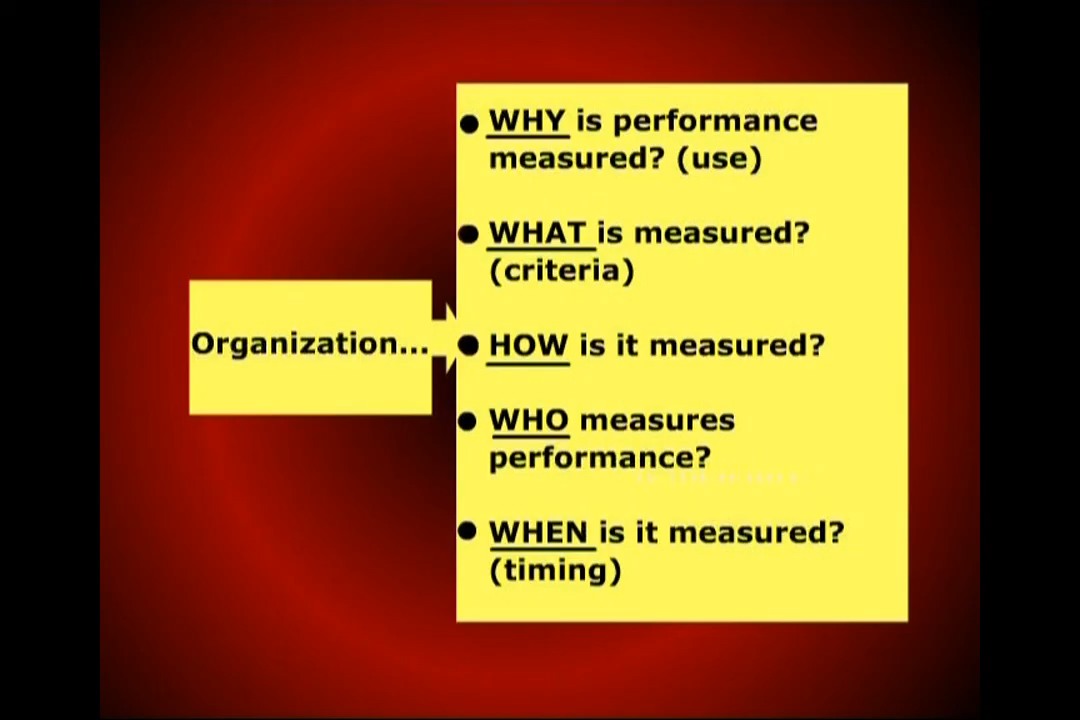 Organization...
● WHY is performance
measured? (use)
● WHAT is measured?
(criteria)
● HOW is it measured?
● WHO measures
performance?
● WHEN is it measured?
(timing)